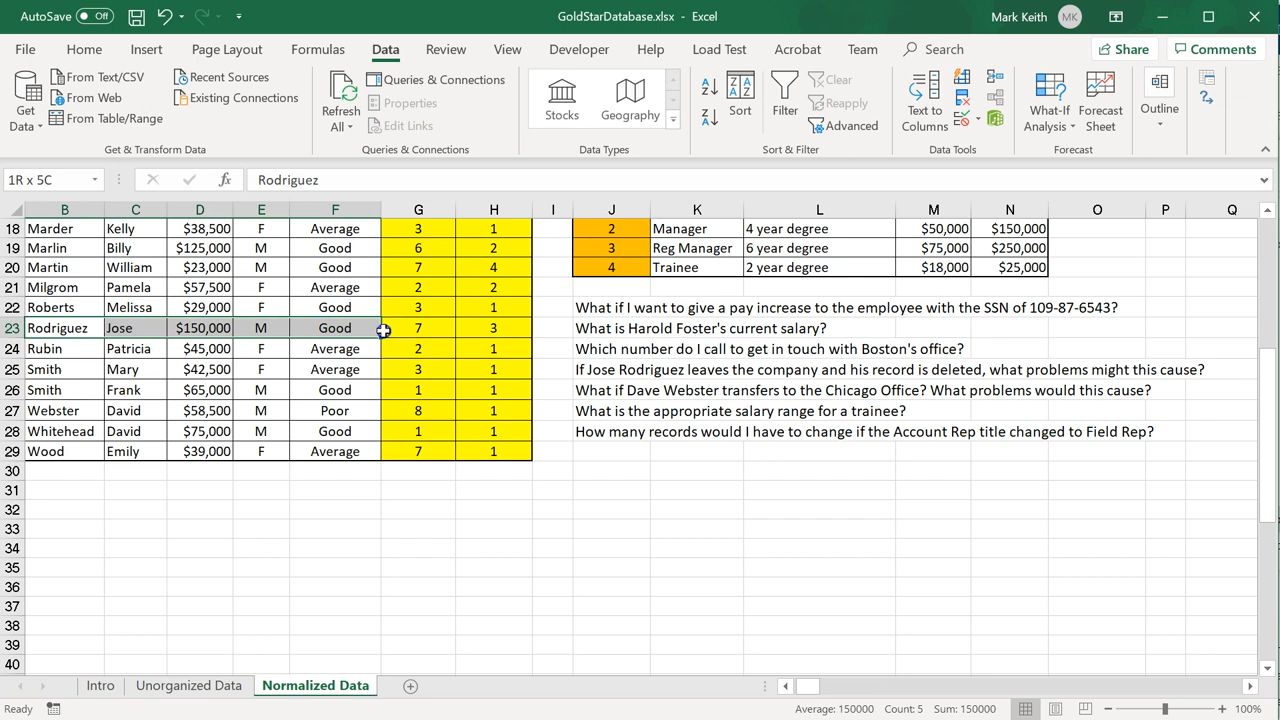 AutoSave Off GoldStarDatabase.xlsx - Excel Mark Keith MK
File Home Insert Page Layout Formulas Data Review View Developer Help Load Test Acrobat Team Search Share Comments
Get Data From Text/CSV From Web From Table/Range Recent Sources Existing Connections
Refresh All Queries & Connections Properties Edit Links
Stocks Geography
Sort Filter Clear Reapply Advanced
Text to Columns
What-If Analysis Forecast Sheet Outline
Get & Transform Data Queries & Connections Data Types Sort & Filter Data Tools Forecast
1R x 5C fx Rodriguez
B C D E F G H I J K L M N O P Q
18 Marder Kelly $38,500 F Average 3 1 2 Manager 4 year degree $50,000 $150,000
19 Marlin Billy $125,000 M Good 6 2 3 Reg Manager 6 year degree $75,000 $250,000
20 Martin William $23,000 M Good 7 4 4 Trainee 2 year degree $18,000 $25,000
21 Milgrom Pamela $57,500 F Average 2 2
22 Roberts Melissa $29,000 F Good 3 1 What if I want to give a pay increase to the employee with the SSN of 109-87-6543?
23 Rodriguez Jose $150,000 M Good 7 3 What is Harold Foster's current salary?
24 Rubin Patricia $45,000 F Average 2 1 Which number do I call to get in touch with Boston's office?
25 Smith Mary $42,500 F Average 3 1 If Jose Rodriguez leaves the company and his record is deleted, what problems might this cause?
26 Smith Frank $65,000 M Good 1 1 What if Dave Webster transfers to the Chicago Office? What problems would this cause?
27 Webster David $58,500 M Poor 8 1 What is the appropriate salary range for a trainee?
28 Whitehead David $75,000 M Good 1 1 How many records would I have to change if the Account Rep title changed to Field Rep?
29 Wood Emily $39,000 F Average 7 1
30
31
32
33
34
35
36
37
38
39
40
Intro Unorganized Data Normalized Data
Ready Average: 150000 Count: 5 Sum: 150000 100%